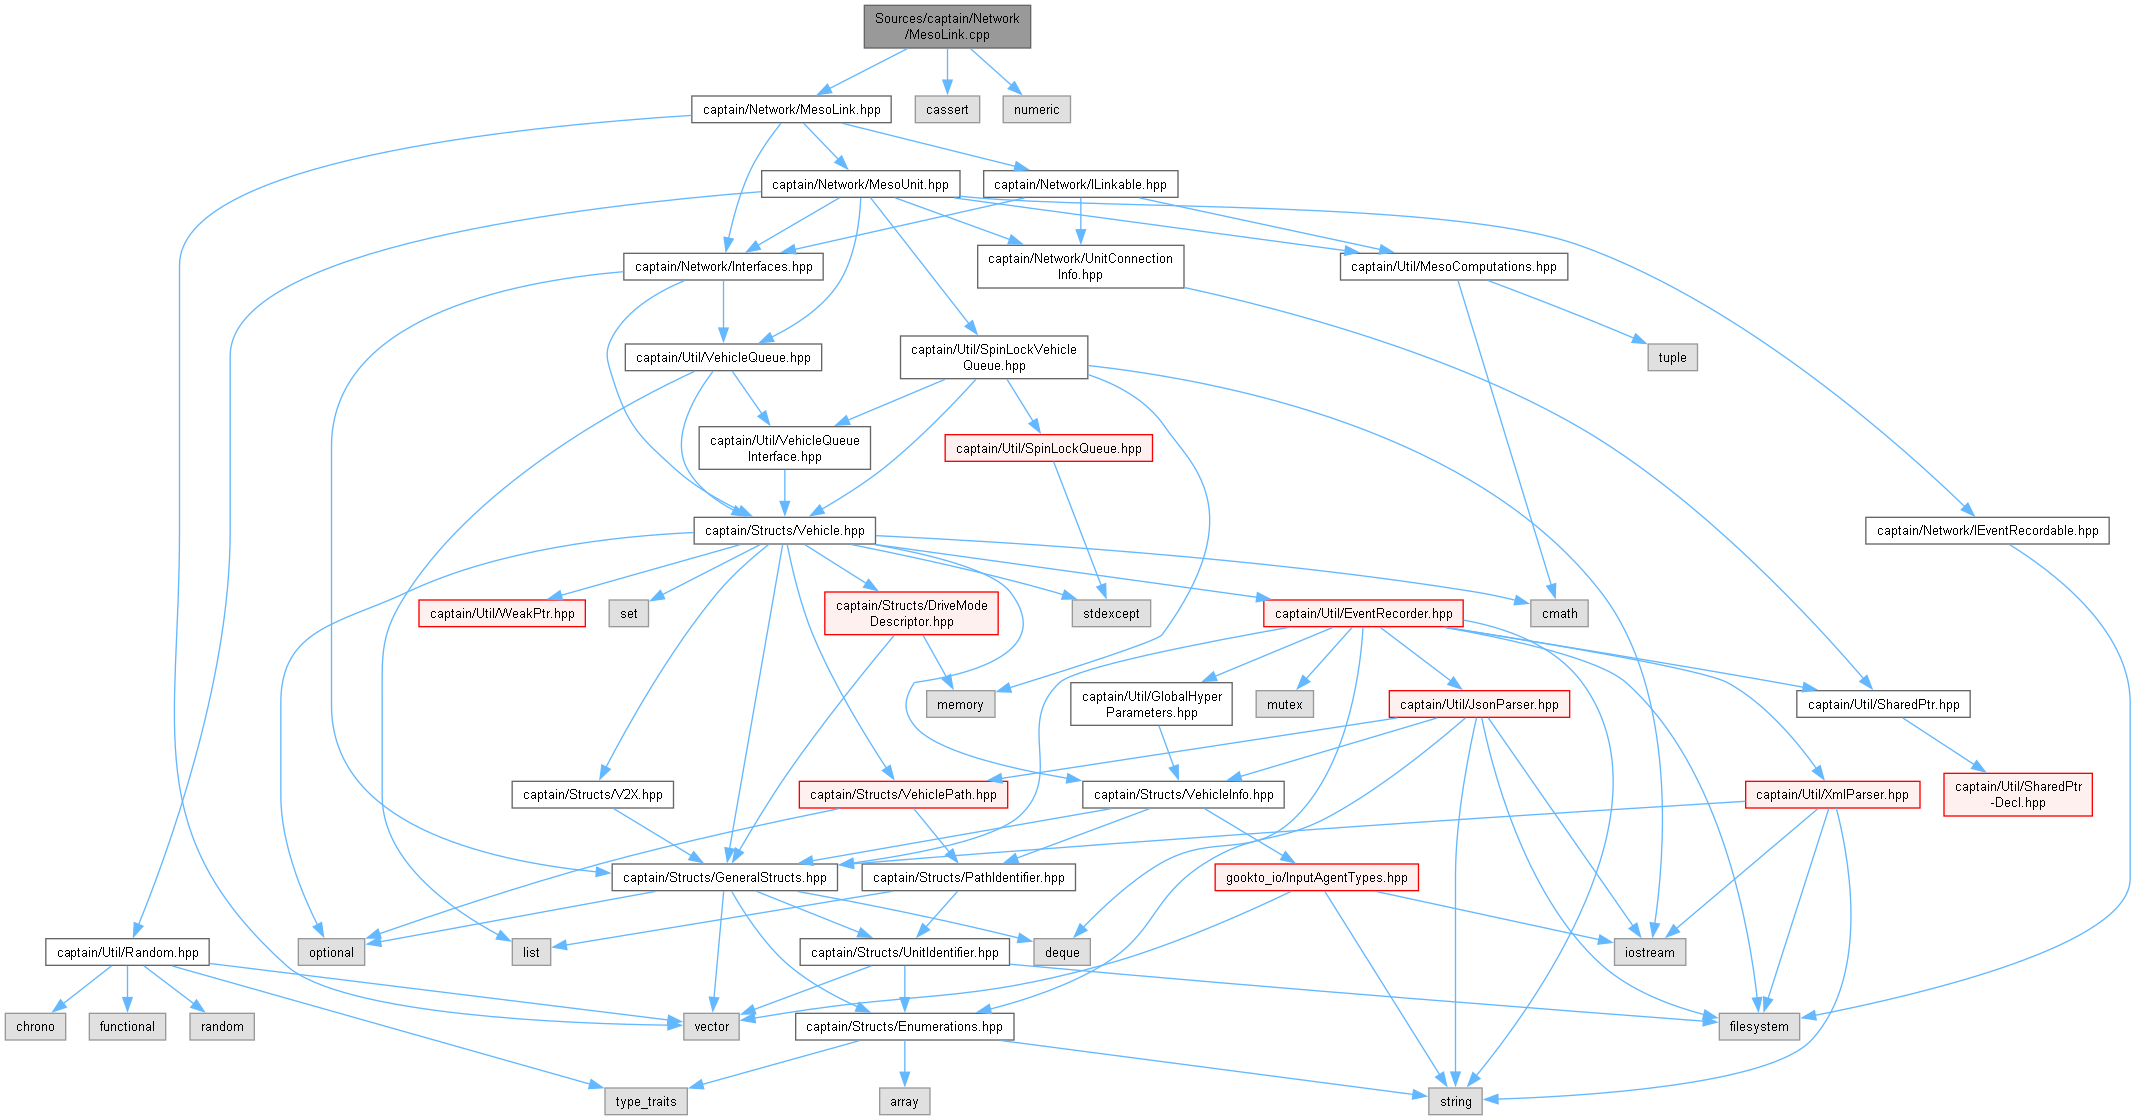 Sources/captain/Network
/MesoLink.cpp
captain/Network/MesoLink.hpp
cassert
numeric
captain/Network/MesoUnit.hpp
captain/Network/ILinkable.hpp
captain/Network/Interfaces.hpp
captain/Network/UnitConnection
Info.hpp
captain/Util/MesoComputations.hpp
captain/Util/VehicleQueue.hpp
captain/Util/SpinLockVehicle
Queue.hpp
tuple
captain/Util/VehicleQueue
Interface.hpp
captain/Util/SpinLockQueue.hpp
captain/Structs/Vehicle.hpp
captain/Network/IEventRecordable.hpp
captain/Util/WeakPtr.hpp
set
captain/Structs/DriveMode
Descriptor.hpp
stdexcept
captain/Util/EventRecorder.hpp
cmath
memory
captain/Util/GlobalHyper
Parameters.hpp
mutex
captain/Util/JsonParser.hpp
captain/Util/SharedPtr.hpp
captain/Structs/V2X.hpp
captain/Structs/VehiclePath.hpp
captain/Structs/VehicleInfo.hpp
captain/Util/XmlParser.hpp
captain/Util/SharedPtr
-Decl.hpp
captain/Structs/GeneralStructs.hpp
captain/Structs/PathIdentifier.hpp
gookto_io/InputAgentTypes.hpp
captain/Util/Random.hpp
optional
list
captain/Structs/UnitIdentifier.hpp
deque
iostream
chrono
functional
random
vector
captain/Structs/Enumerations.hpp
filesystem
type_traits
array
string